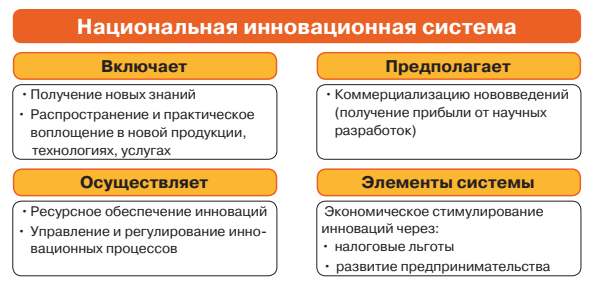 Национальная инновационная система
Включает
· Получение новых знаний
· Распространение и практическое
воплощение в новой продукции,
технологиях, услугах
Предполагает
· Коммерциализацию нововведений
(получение прибыли от научных
разработок)
Осуществляет
· Ресурсное обеспечение инноваций
· Управление и регулирование инно-
вационных процессов
Элементы системы
Экономическое стимулирование
инноваций через:
· налоговые льготы
· развитие предпринимательства